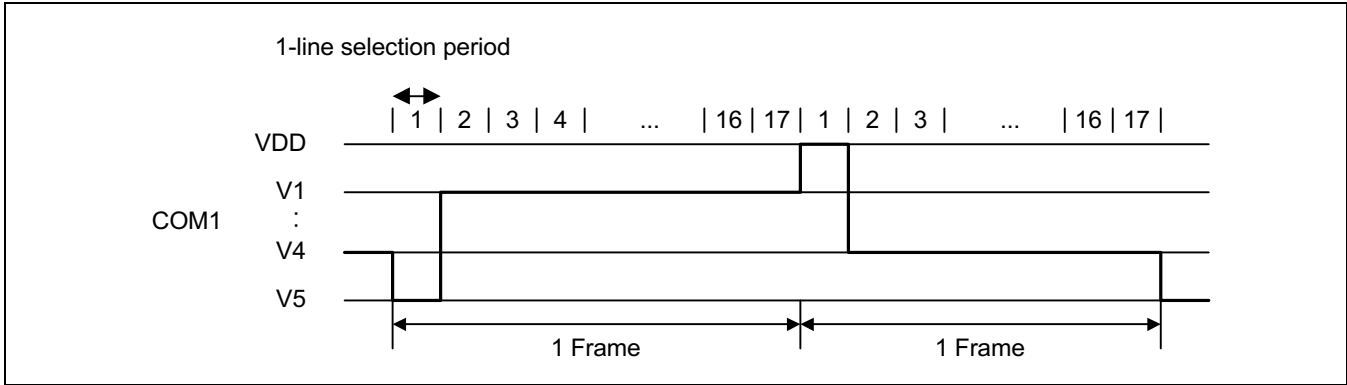 1-line selection period
| 1 | 2 | 3 | 4 | ... | 16 | 17 | 1 | 2 | 3 | ... | 16 | 17 |
VDD
V1
COM1 :
V4
V5
1 Frame 1 Frame